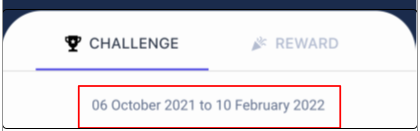 CHALLENGE REWARD
06 October 2021 to 10 February 2022